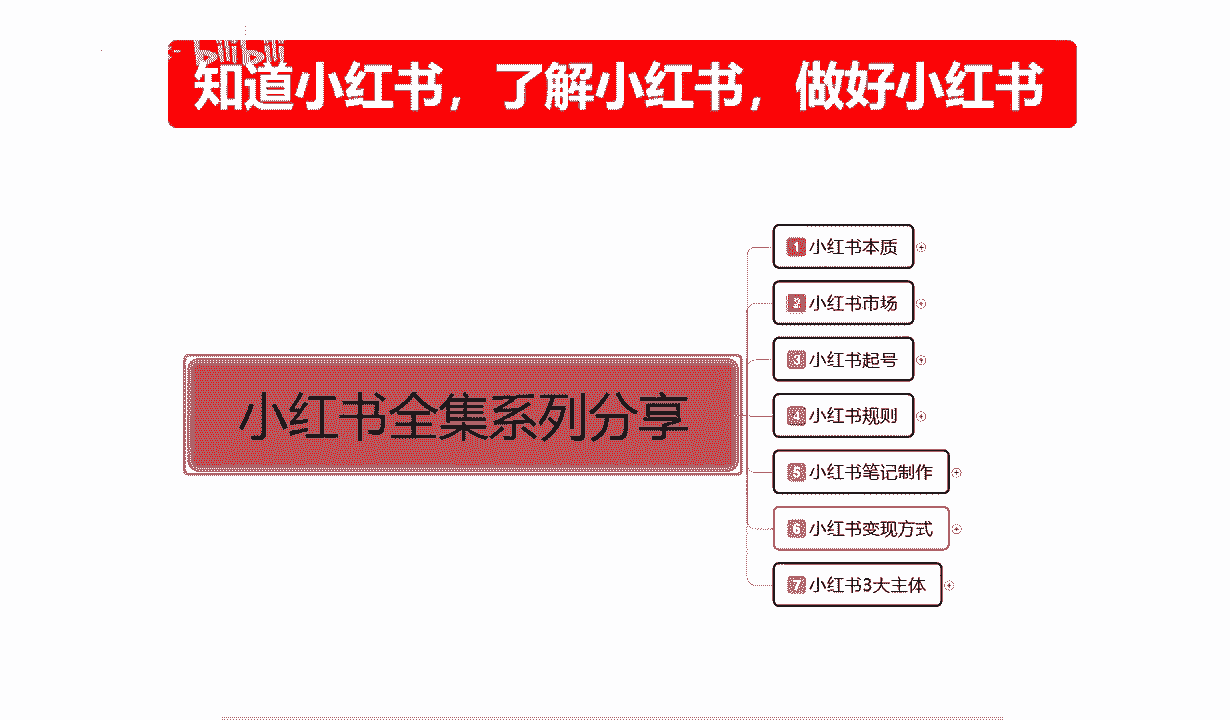 bilibili
知道小红书，了解小红书，做好小红书
小红书全集系列分享
1 小红书本质
2 小红书市场
3 小红书起号
4 小红书规则
5 小红书笔记制作
6 小红书变现方式
7 小红书3大主体